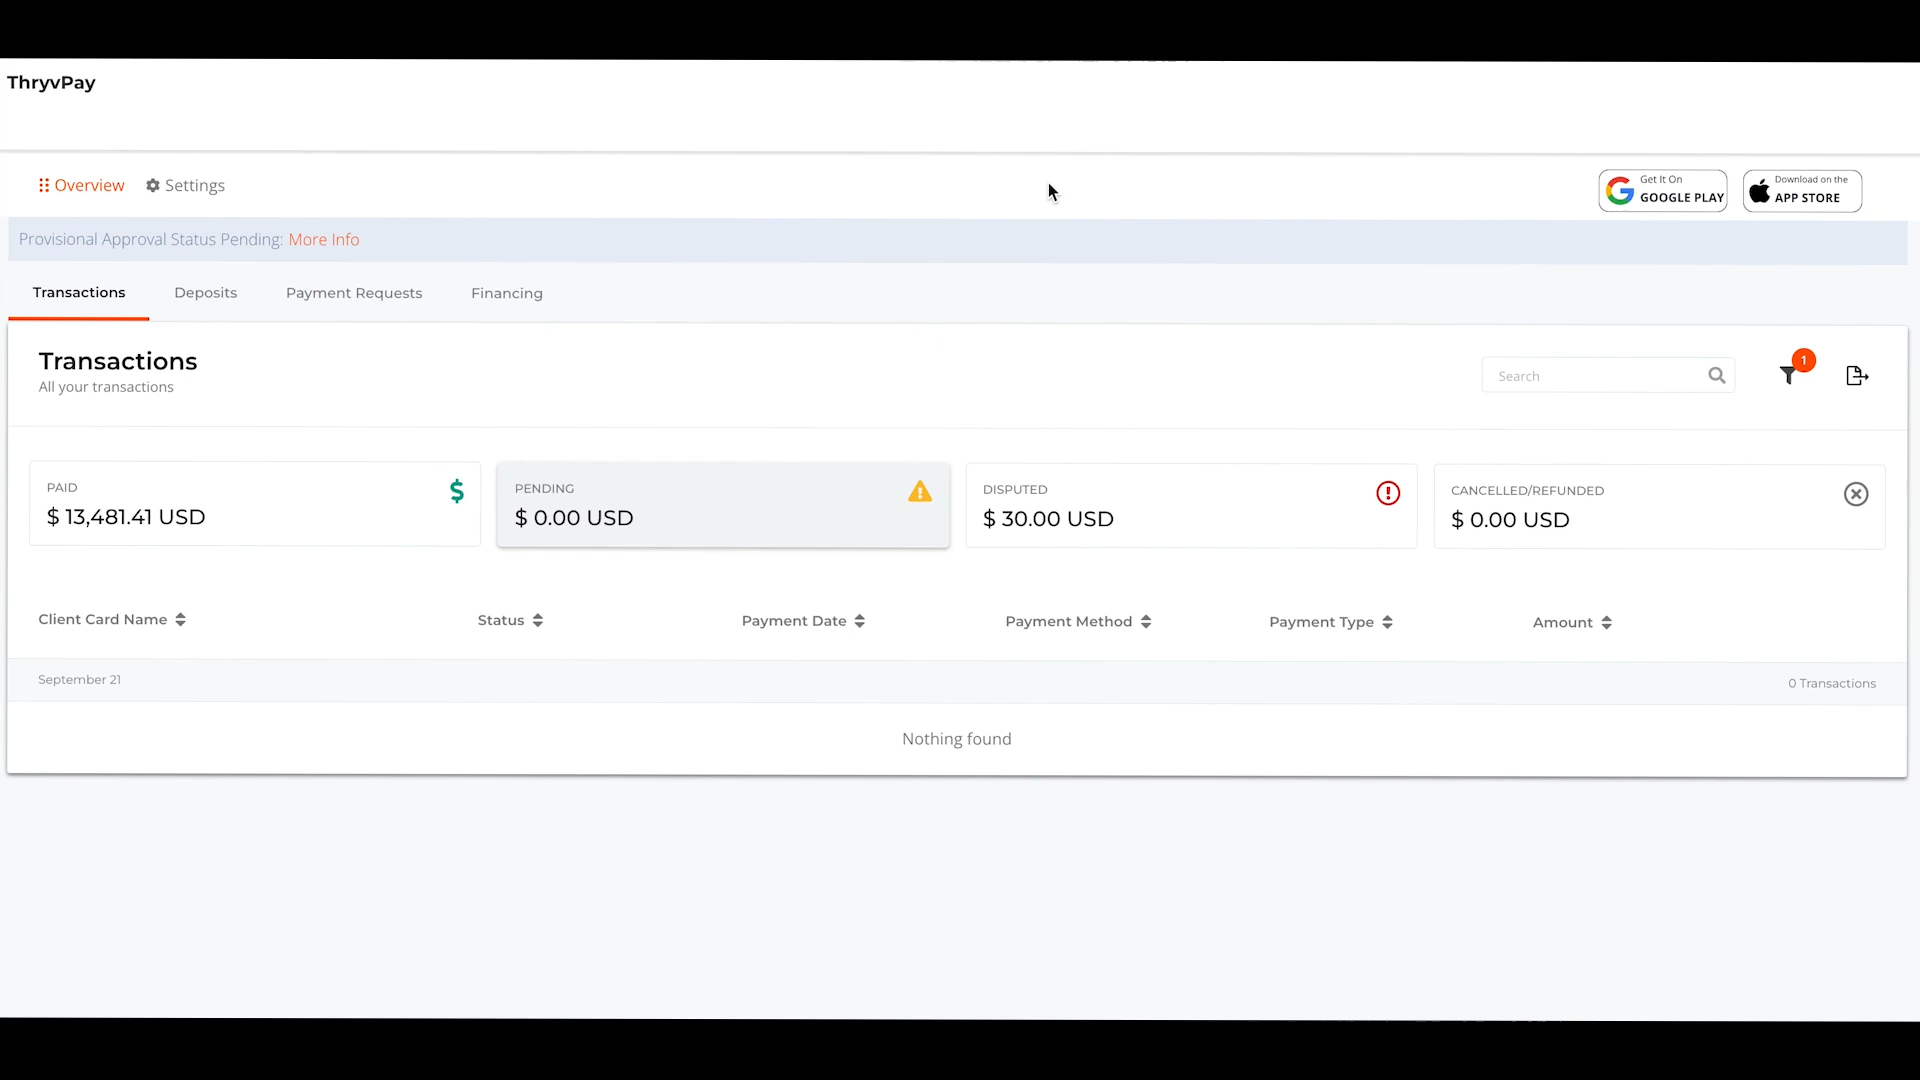 ThryvPay
Overview Settings
Get It On
GOOGLE PLAY
Download on the
APP STORE
Provisional Approval Status Pending: More Info
Transactions Deposits Payment Requests Financing
Transactions
All your transactions
Search
1
PAID
$ 13,481.41 USD
PENDING
$ 0.00 USD
DISPUTED
$ 30.00 USD
CANCELLED/REFUNDED
$ 0.00 USD
Client Card Name Status Payment Date Payment Method Payment Type Amount
September 21 0 Transactions
Nothing found